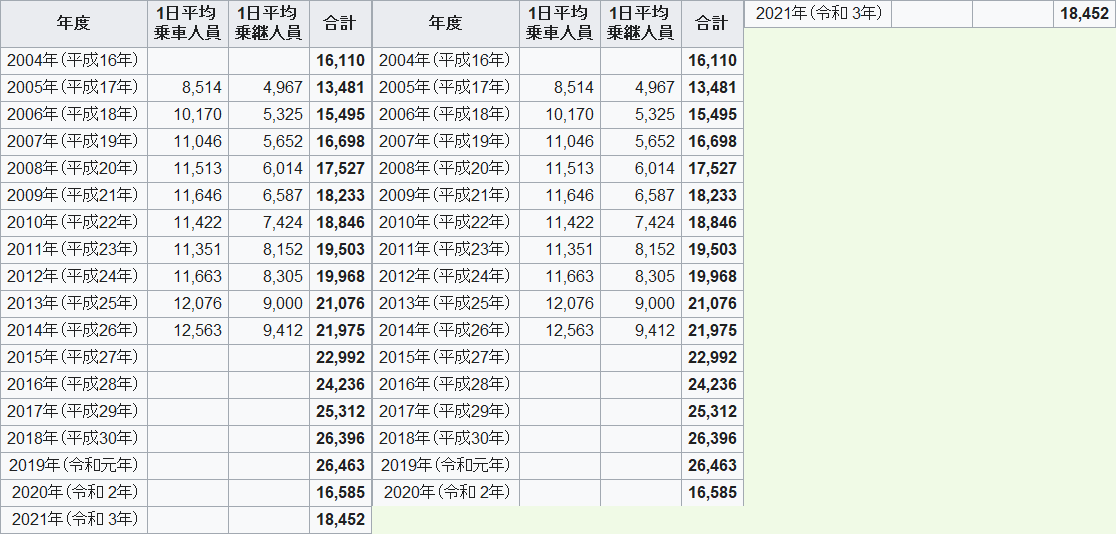 年度 1日平均乗車人員 1日平均乗継人員 合計
2004年(平成16年) 16,110
2005年(平成17年) 8,514 4,967 13,481
2006年(平成18年) 10,170 5,325 15,495
2007年(平成19年) 11,046 5,652 16,698
2008年(平成20年) 11,513 6,014 17,527
2009年(平成21年) 11,646 6,587 18,233
2010年(平成22年) 11,422 7,424 18,846
2011年(平成23年) 11,351 8,152 19,503
2012年(平成24年) 11,663 8,305 19,968
2013年(平成25年) 12,076 9,000 21,076
2014年(平成26年) 12,563 9,412 21,975
2015年(平成27年) 22,992
2016年(平成28年) 24,236
2017年(平成29年) 25,312
2018年(平成30年) 26,396
2019年(令和元年) 26,463
2020年(令和 2年) 16,585
2021年(令和 3年) 18,452
年度 1日平均乗車人員 1日平均乗継人員 合計
2004年(平成16年) 16,110
2005年(平成17年) 8,514 4,967 13,481
2006年(平成18年) 10,170 5,325 15,495
2007年(平成19年) 11,046 5,652 16,698
2008年(平成20年) 11,513 6,014 17,527
2009年(平成21年) 11,646 6,587 18,233
2010年(平成22年) 11,422 7,424 18,846
2011年(平成23年) 11,351 8,152 19,503
2012年(平成24年) 11,663 8,305 19,968
2013年(平成25年) 12,076 9,000 21,076
2014年(平成26年) 12,563 9,412 21,975
2015年(平成27年) 22,992
2016年(平成28年) 24,236
2017年(平成29年) 25,312
2018年(平成30年) 26,396
2019年(令和元年) 26,463
2020年(令和 2年) 16,585
2021年(令和 3年) 18,452